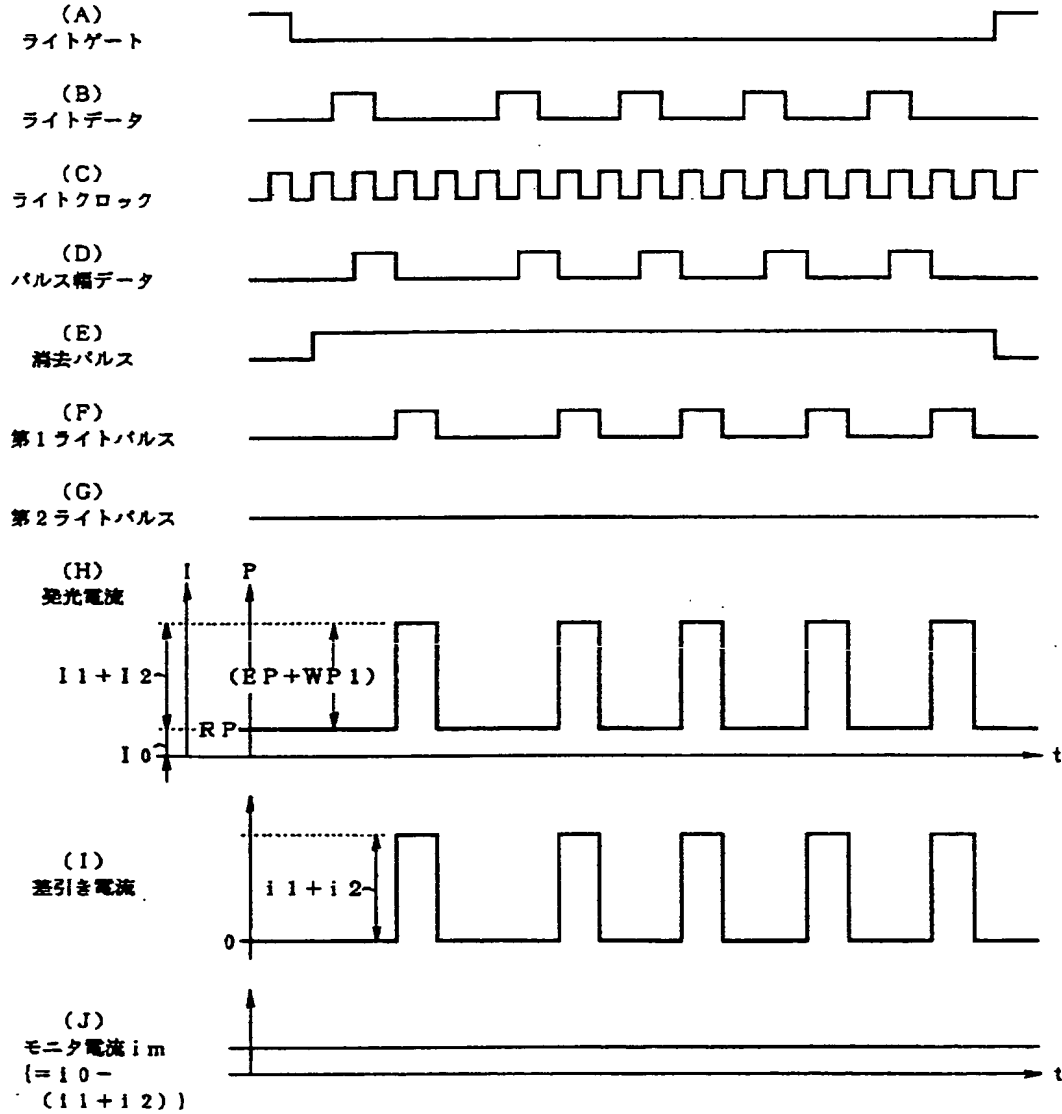 (A)
ライトゲート
(B)
ライトデータ
(C)
ライトクロック
(D)
パルス幅データ
(E)
消去パルス
(F)
第1ライトパルス
(G)
第2ライトパルス
(H)
発光電流
I
P
I1+I2
(EP+WP1)
RP
I0
t
(I)
差引き電流
i1+i2
0
(J)
モニタ電流im
{=i0-
(i1+i2)}
t